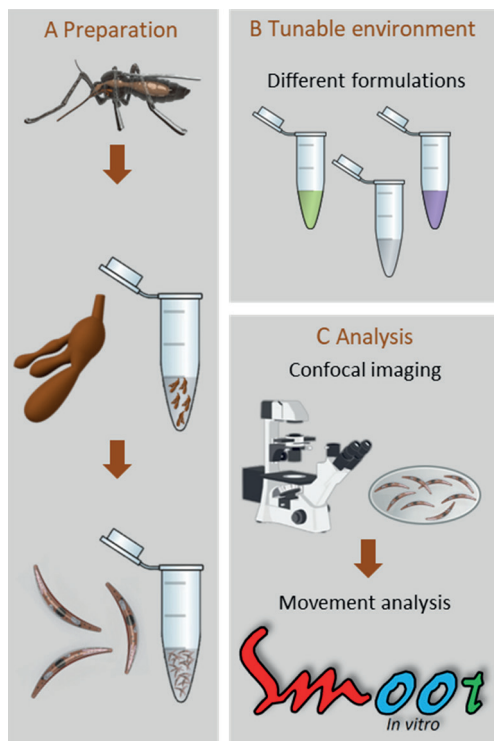 A Preparation
B Tunable environment
Different formulations
C Analysis
Confocal imaging
Movement analysis
Smoot
In vitro